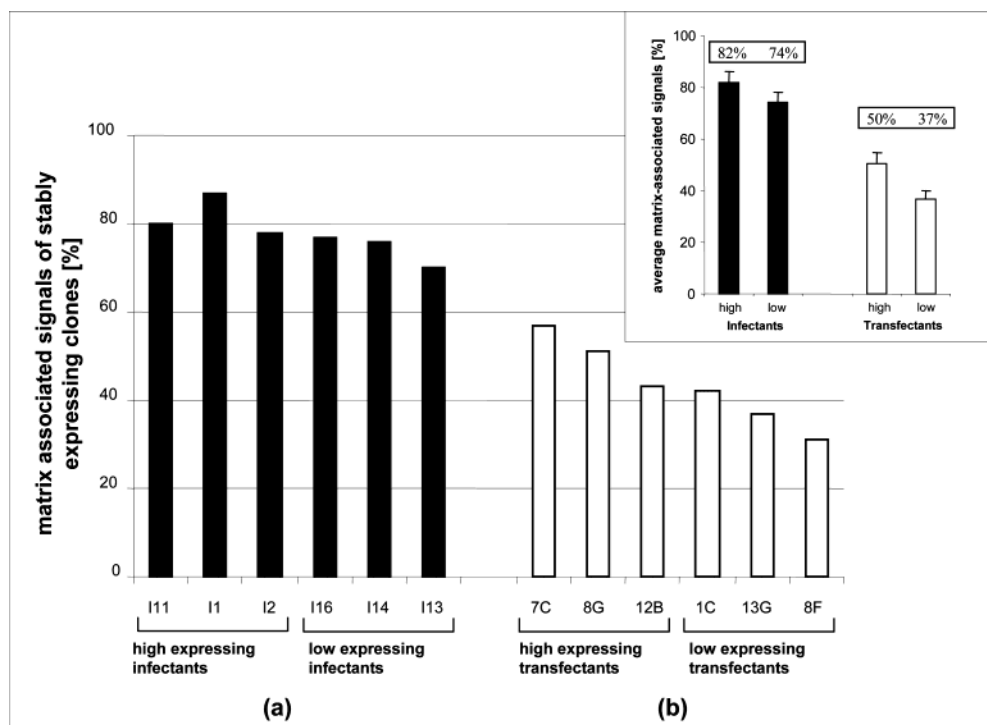 matrix associated signals of stably
expressing clones [%]
100
80
60
40
20
0
I11 I1 I2 I16 I14 I13 7C 8G 12B 1C 13G 8F
high expressing
infectants
low expressing
infectants
high expressing
transfectants
low expressing
transfectants
(a) (b)
average matrix-associated signals [%]
100
80
60
40
20
0
82% 74%
50% 37%
high low high low
Infectants Transfectants